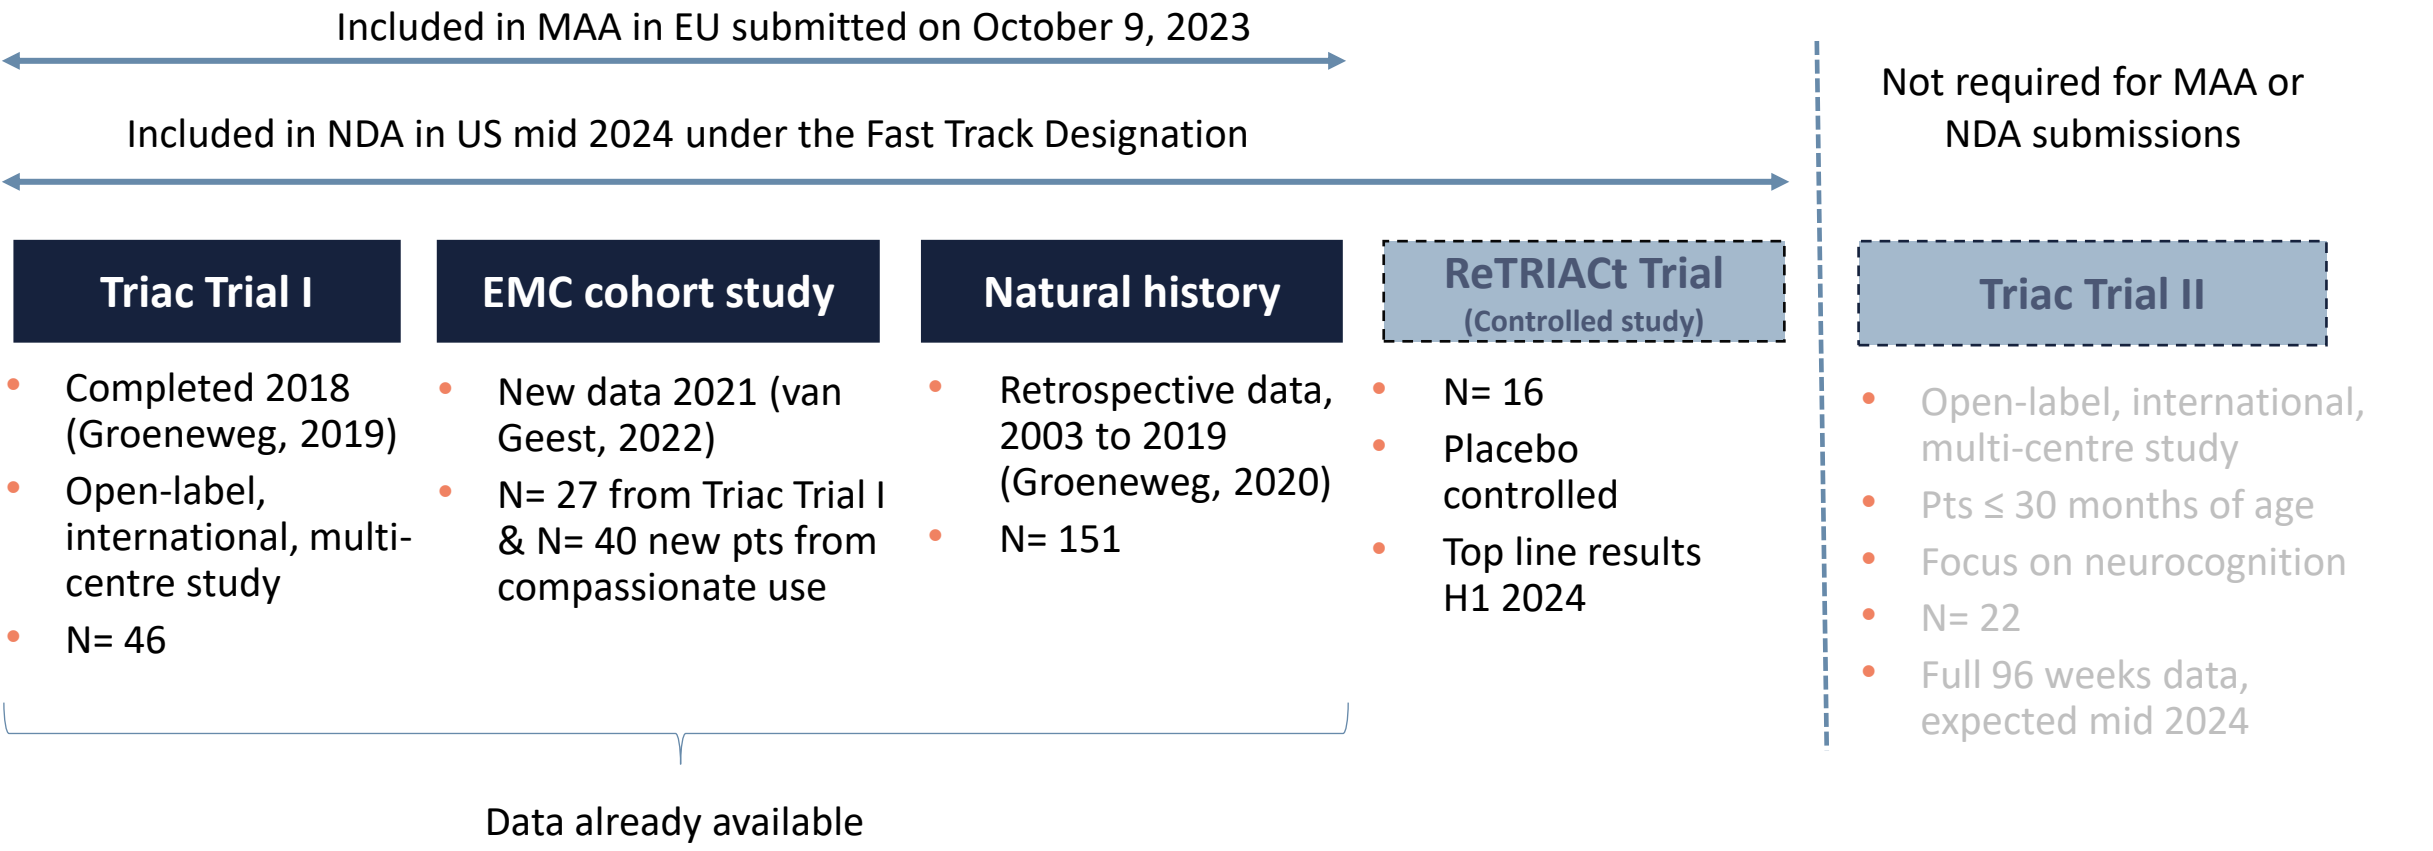 Included in MAA in EU submitted on October 9, 2023
Included in NDA in US mid 2024 under the Fast Track Designation
Not required for MAA or
NDA submissions
Triac Trial I
• Completed 2018
(Groeneweg, 2019)
• Open-label,
international, multi-
centre study
• N= 46
EMC cohort study
• New data 2021 (van
Geest, 2022)
• N= 27 from Triac Trial I
& N= 40 new pts from
compassionate use
Natural history
• Retrospective data,
2003 to 2019
(Groeneweg, 2020)
• N= 151
ReTRIACt Trial
(Controlled study)
• N= 16
• Placebo
controlled
• Top line results
H1 2024
Triac Trial II
• Open-label, international,
multi-centre study
• Pts ≤ 30 months of age
• Focus on neurocognition
• N= 22
• Full 96 weeks data,
expected mid 2024
Data already available